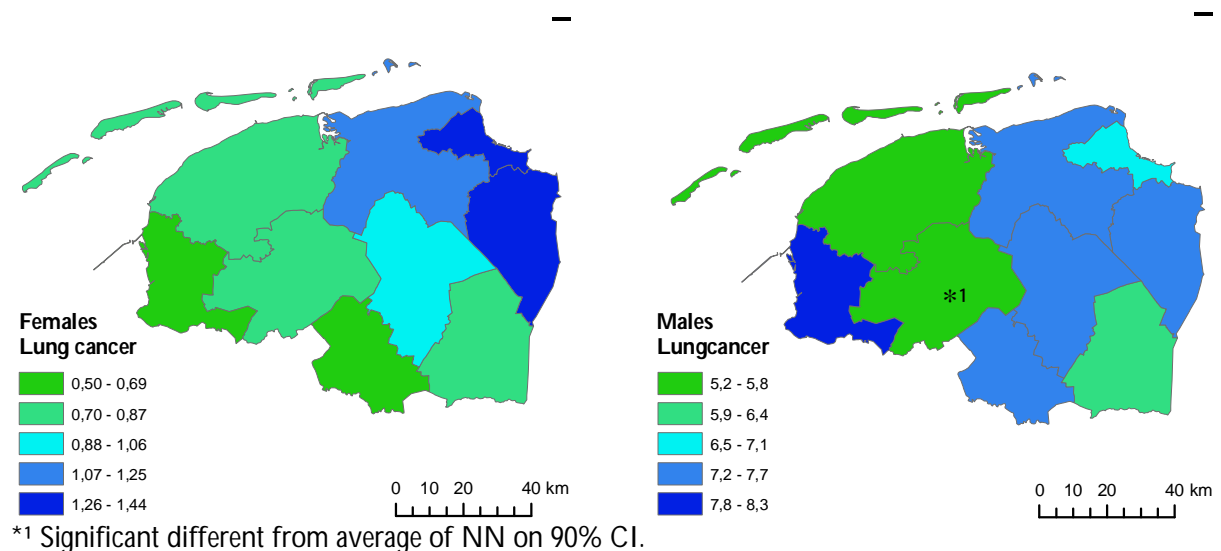 Females
Lung cancer
0,50 - 0,69
0,70 - 0,87
0,88 - 1,06
1,07 - 1,25
1,26 - 1,44
0 10 20 40 km
*1
Males
Lungcancer
5,2 - 5,8
5,9 - 6,4
6,5 - 7,1
7,2 - 7,7
7,8 - 8,3
0 10 20 40 km
*1 Significant different from average of NN on 90% CI.